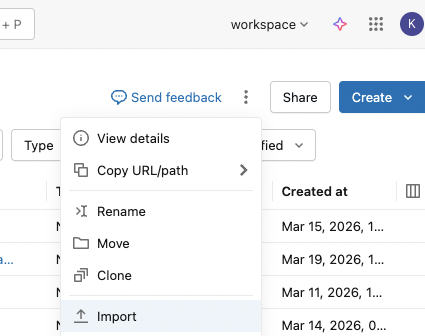 + P
workspace
K
Send feedback
Share
Create
Type
fied
View details
Copy URL/path
Rename
Move
Clone
Import
Created at
Mar 15, 2026, 1...
a...
Mar 19, 2026, 1...
Mar 11, 2026, 1...
Mar 14, 2026, 0...